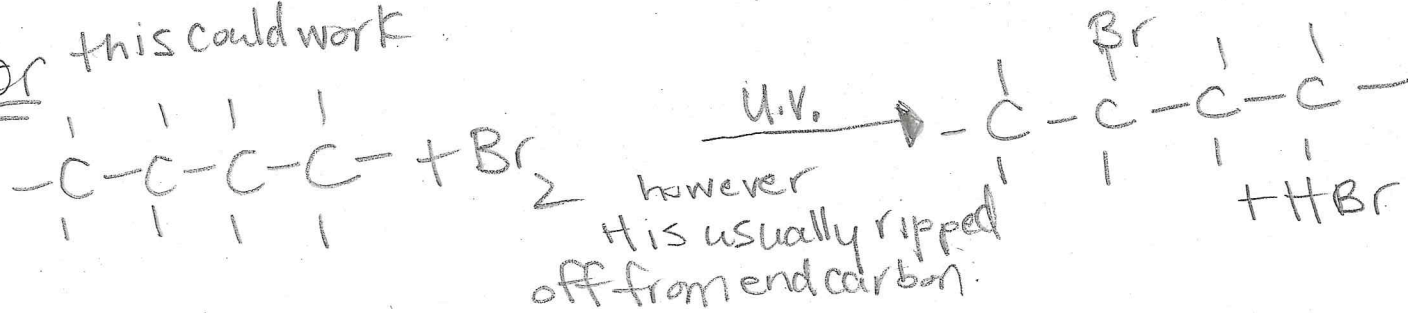 or this could work.
Br
-C-C-C-C- + Br2 U.V. -C-C-C-C-
however + HBr
H is usually ripped
off from end carbon.